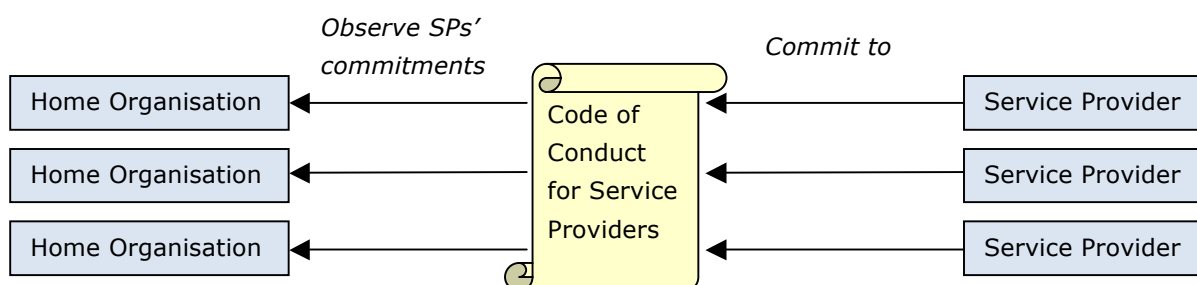 Observe SPs’
commitments
Commit to
Home Organisation
Home Organisation
Home Organisation
Code of
Conduct
for Service
Providers
Service Provider
Service Provider
Service Provider